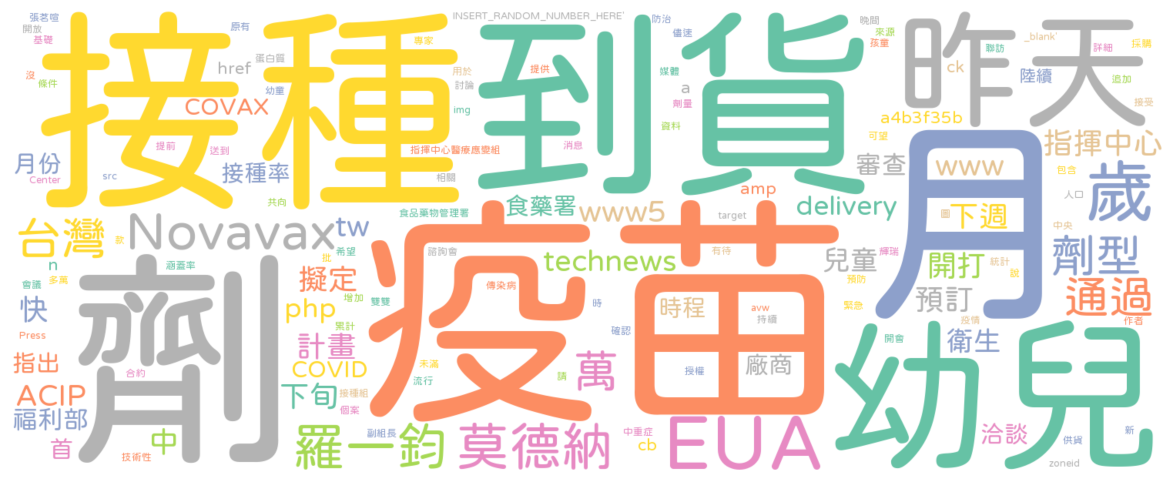 接種
到貨
昨天
疫苗
月
劑
幼兒
張茗喧
開放
基礎
原有
沒
條件
href
蛋白露
幼童
COVAX
專家
用於
討論
img
INSERT_RANDOM_NUMBER_HERE`
提供
防治
儘速
媒體
a
劑量
資料
晚間
來源
孩童
ck
聯訪
_blank'
詳細
採購
陸續
追加
接受
a4b3f35b
可望
指揮中心
月份
Center
提前
送到
src
接種率
共向
指揮中心醫療應變組
相關
消息
審查
www
包含
人口
歲
台灣
歉
Novavax
tw
食品藥物管理署
食藥署
www5
amp
target
delivery
圖
下週
中央
n
會議
多萬
涵蓋率
批
希望
諮詢會
technews
有待
兒童
輝瑞
開打
統計
說
劑型
擬定
傳染病
預防
快
php
增加
雙雙
時
時程
avw
持續
緊急
預訂
疫情
通過
作者
Press
累計
確認
計畫
開會
衛生
指出
合約
COVID
未滿
流行
請
萬
授權
廠商
ACIP
下旬
接種組
個案
福利部
首
中
技術性
羅一鈞
副組長
莫德納
中重症
cb
EUA
洽談
供貨
新
zoneid